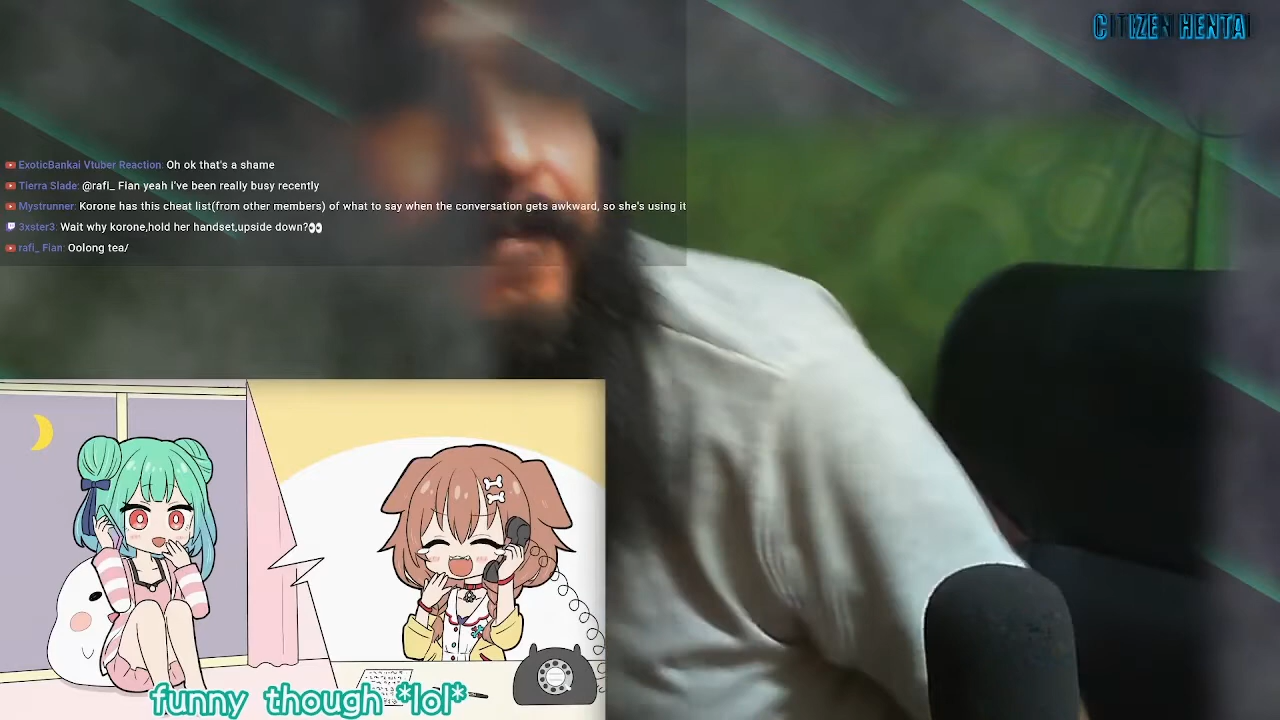 CITIZEN HENTAI
ExoticBankai Vtuber Reaction: Oh ok that's a shame
Tierra Slade: @rafi_ Fian yeah i've been really busy recently
Mystrunner: Korone has this cheat list(from other members) of what to say when the conversation gets awkward, so she's using it
3xster3: Wait why korone,hold her handset,upside down?👀
rafi_ Fian: Oolong tea/
funny though *lol*